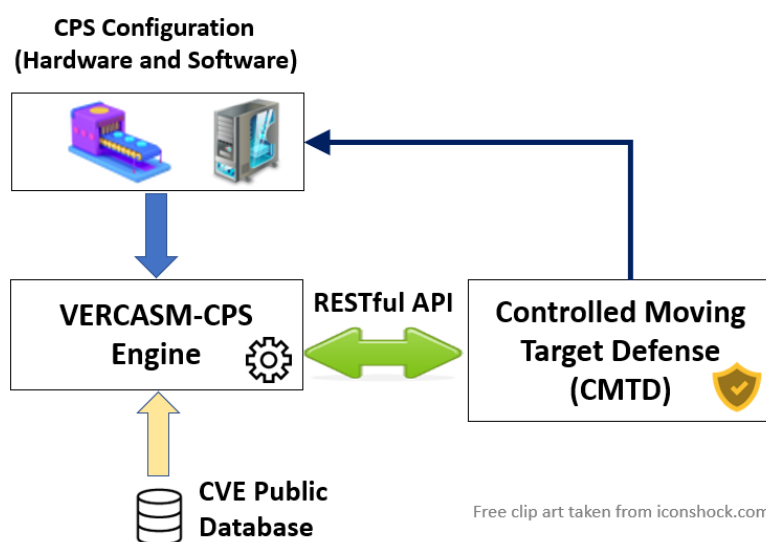 CPS Configuration
(Hardware and Software)
VERCASM-CPS
Engine
RESTful API
Controlled Moving
Target Defense
(CMTD)
CVE Public
Database
Free clip art taken from iconshock.com